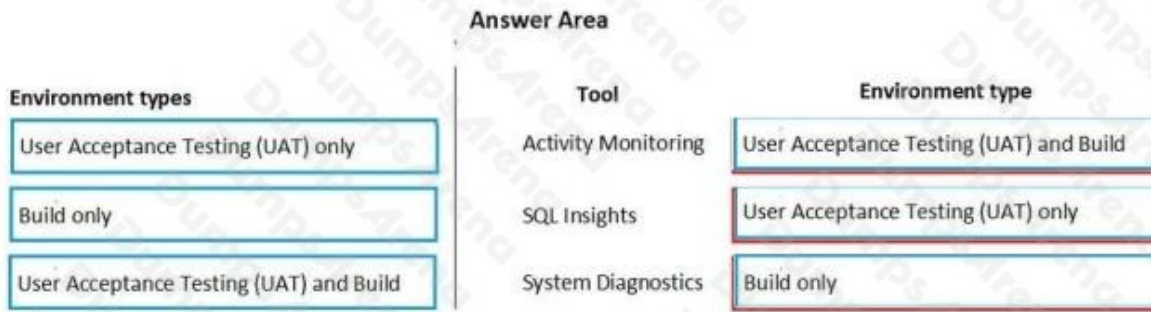 Answer Area
Environment types
Tool
Environment type
User Acceptance Testing (UAT) only
Activity Monitoring
User Acceptance Testing (UAT) and Build
Build only
SQL Insights
User Acceptance Testing (UAT) only
User Acceptance Testing (UAT) and Build
System Diagnostics
Build only